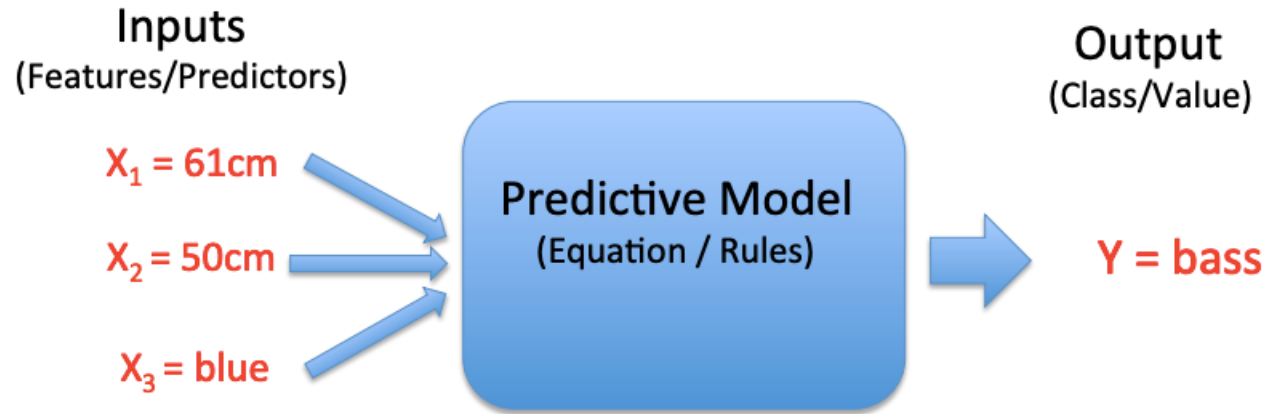 Inputs
(Features/Predictors)
X₁ = 61cm
X₂ = 50cm
X₃ = blue
Predictive Model
(Equation / Rules)
Output
(Class/Value)
Y = bass